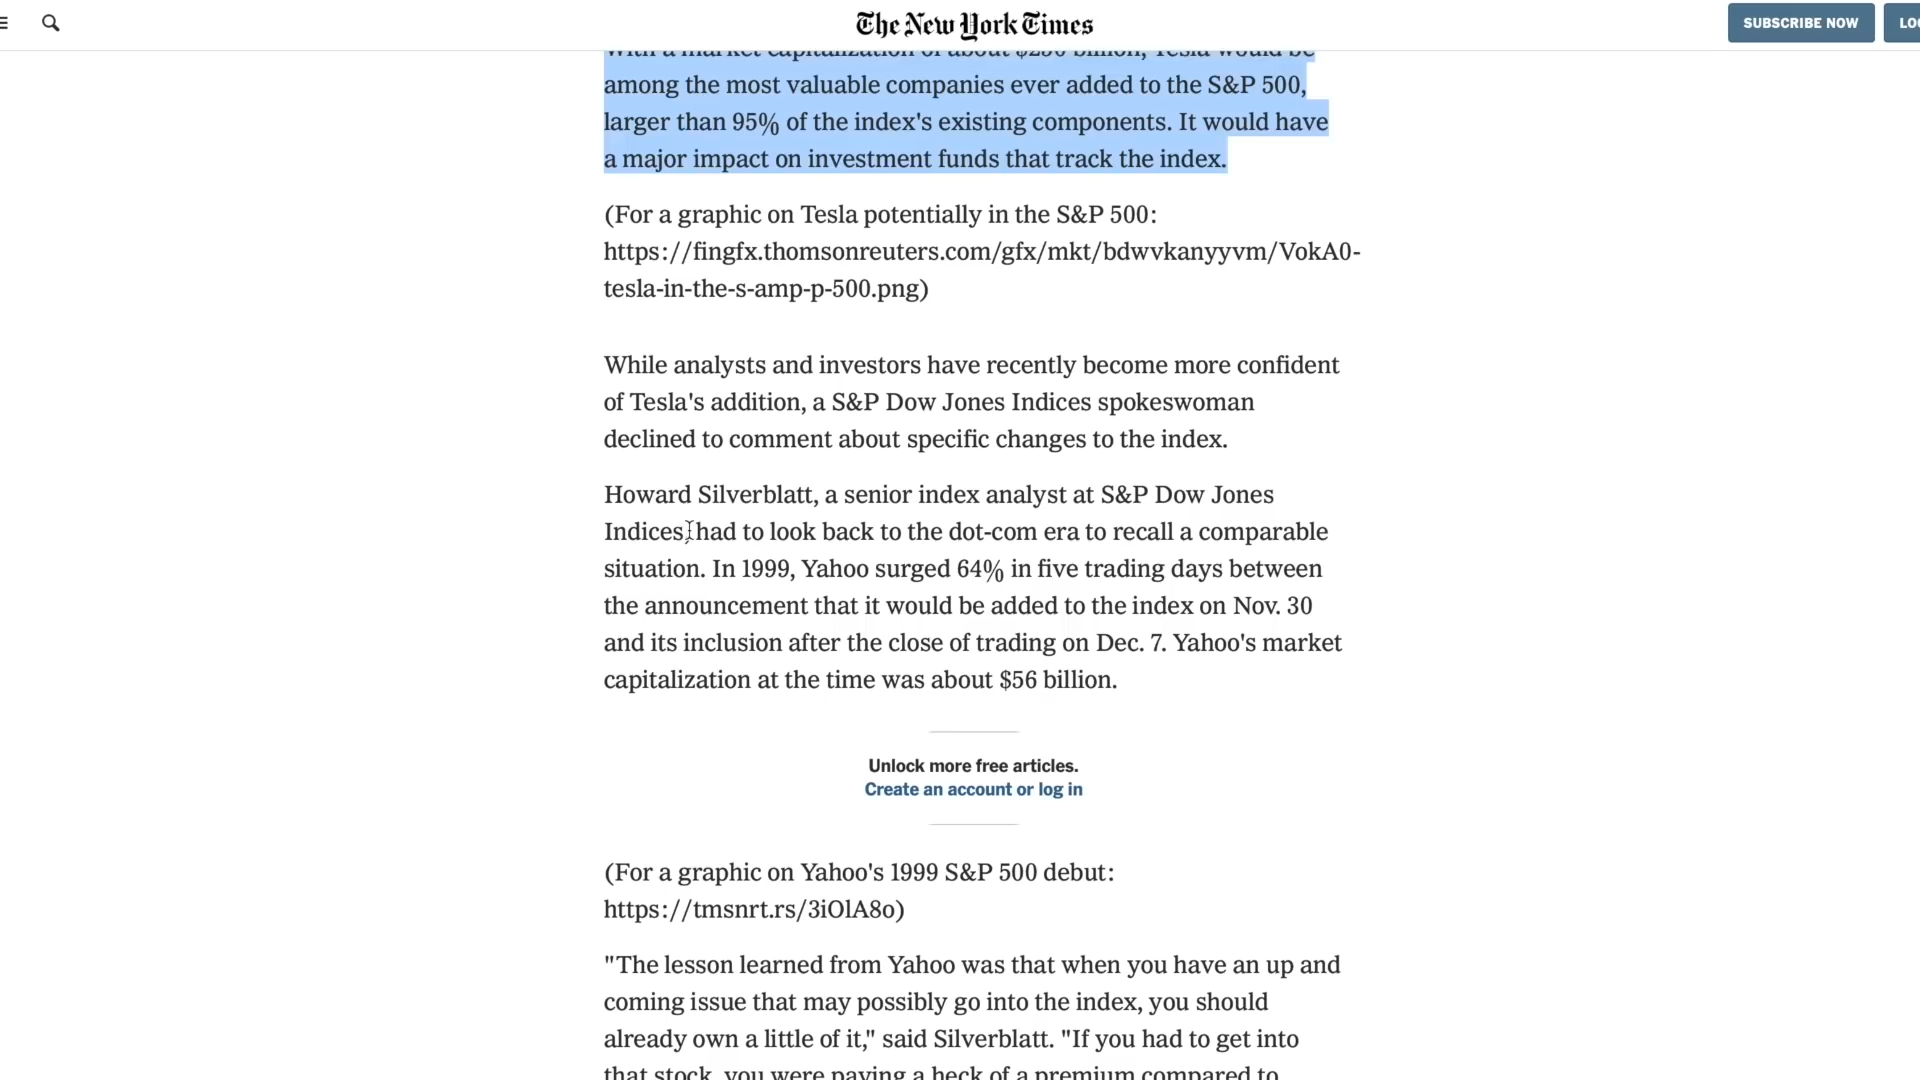 The New York Times
SUBSCRIBE NOW
With a market capitalization of about $250 billion, Tesla would be
among the most valuable companies ever added to the S&P 500,
larger than 95% of the index's existing components. It would have
a major impact on investment funds that track the index.
(For a graphic on Tesla potentially in the S&P 500:
https://fingfx.thomsonreuters.com/gfx/mkt/bdwvkanyyvm/VokA0-
tesla-in-the-s-amp-p-500.png)
While analysts and investors have recently become more confident
of Tesla's addition, a S&P Dow Jones Indices spokeswoman
declined to comment about specific changes to the index.
Howard Silverblatt, a senior index analyst at S&P Dow Jones
Indices, had to look back to the dot-com era to recall a comparable
situation. In 1999, Yahoo surged 64% in five trading days between
the announcement that it would be added to the index on Nov. 30
and its inclusion after the close of trading on Dec. 7. Yahoo's market
capitalization at the time was about $56 billion.
Unlock more free articles.
Create an account or log in
(For a graphic on Yahoo's 1999 S&P 500 debut:
https://tmsnrt.rs/3iOlA8o)
"The lesson learned from Yahoo was that when you have an up and
coming issue that may possibly go into the index, you should
already own a little of it," said Silverblatt. "If you had to get into
that stock, you were paying a heck of a premium compared to